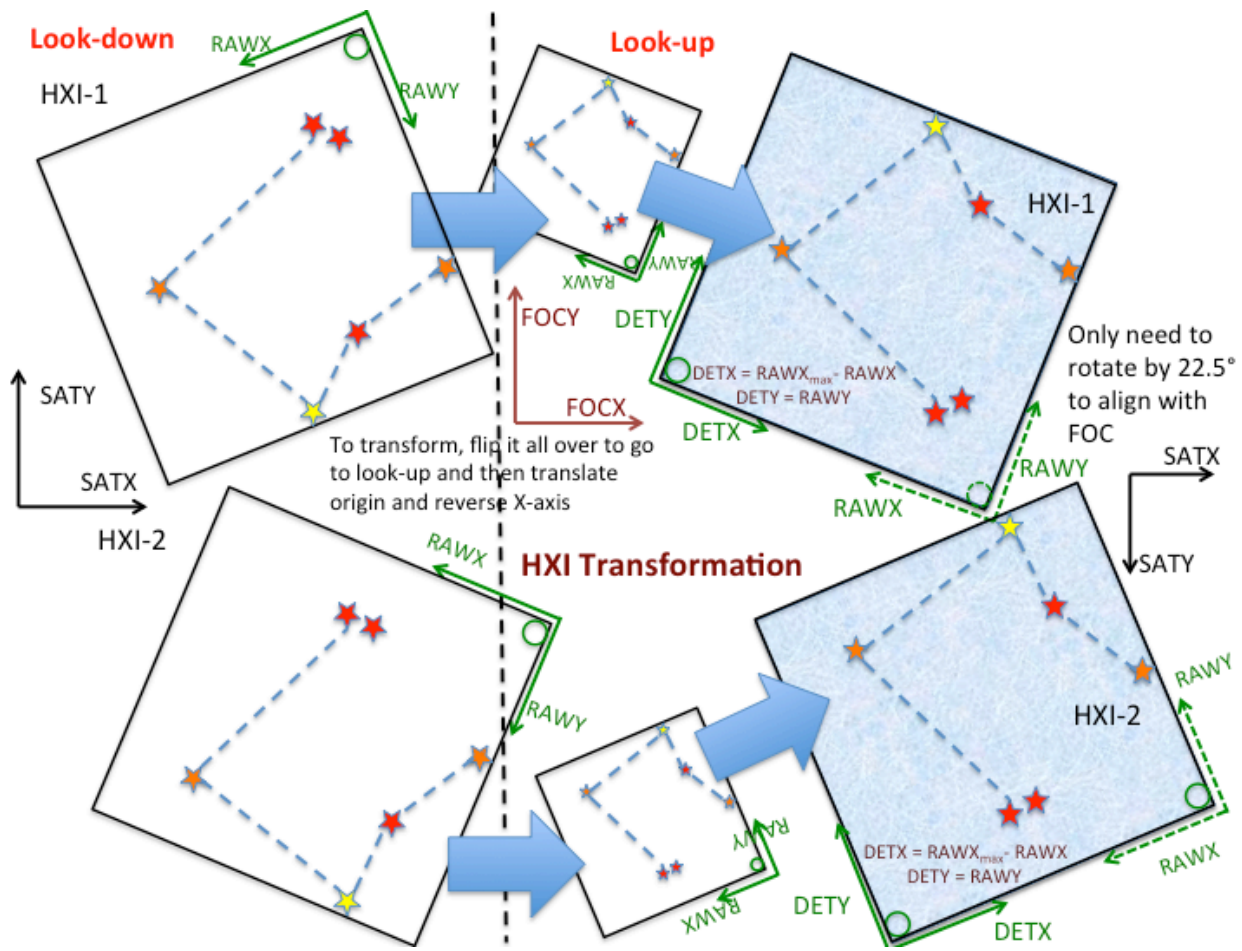 Look-down
RAWX
HXI-1
RAWY
SATY
SATX
Look-up
RAWY
RAWX
FOCY
FOCX
DETY
DETX = RAWXmax- RAWX
DETY = RAWY
DETX
HXI-1
RAWX
RAWY
Only need to
rotate by 22.5°
to align with
FOC
SATX
SATY
To transform, flip it all over to go
to look-up and then translate
origin and reverse X-axis
HXI-2
RAWX
RAWY
HXI Transformation
RAWY
RAWX
HXI-2
RAWY
RAWX
DETX = RAWXmax- RAWX
DETY = RAWY
DETY
DETX